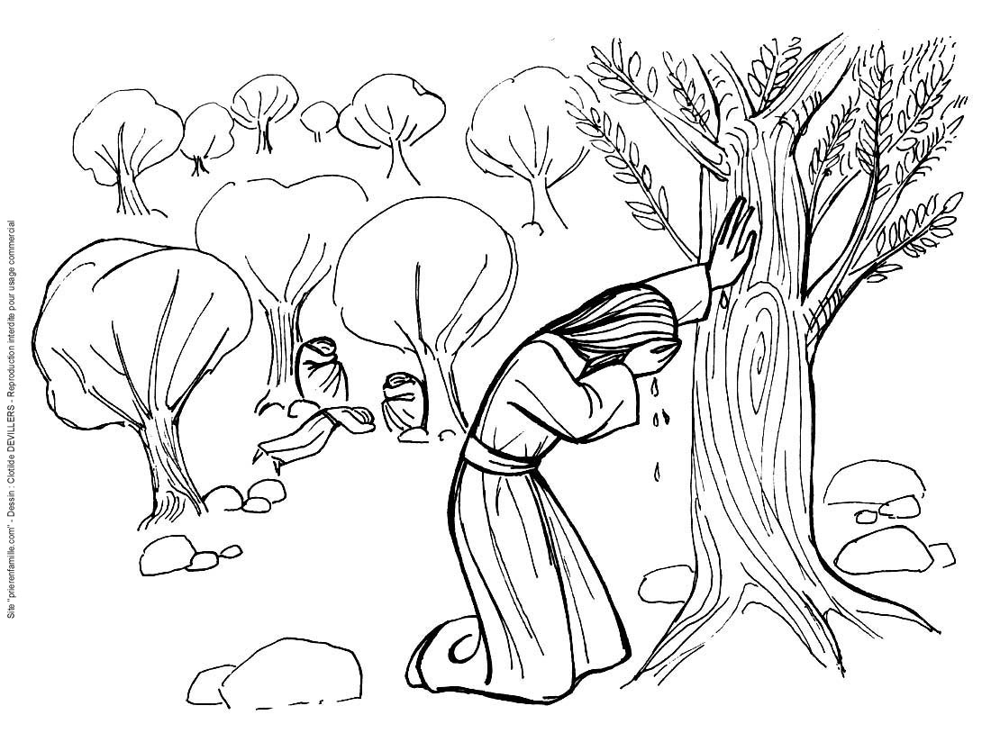 Site "prierenfamille.com" - Dessin : Clotilde DEVILLERS - Reproduction interdite pour usage commercial